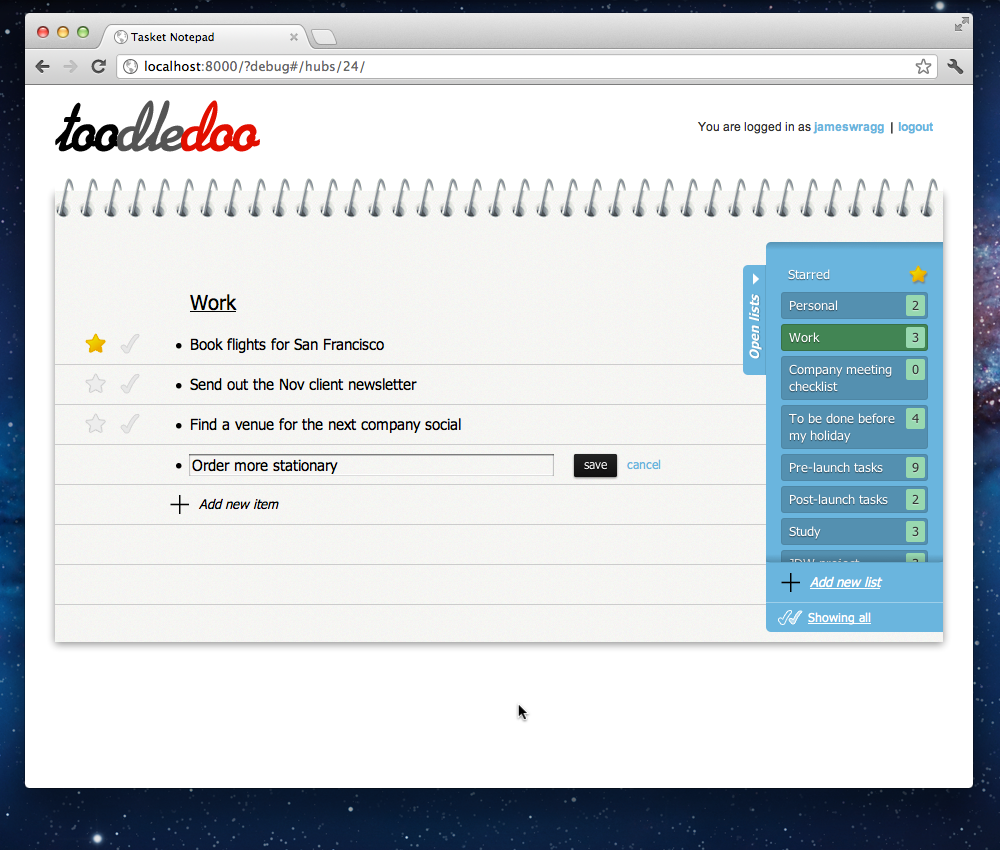 Tasket Notepad
localhost:8000/?debug#/hubs/24/
toodledoo
You are logged in as jameswragg | logout
Work
Book flights for San Francisco
Send out the Nov client newsletter
Find a venue for the next company social
Order more stationary save cancel
Add new item
Open lists
Starred
Personal 2
Work 3
Company meeting 0
checklist
To be done before 4
my holiday
Pre-launch tasks 9
Post-launch tasks 2
Study 3
JDW project
Add new list
Showing all